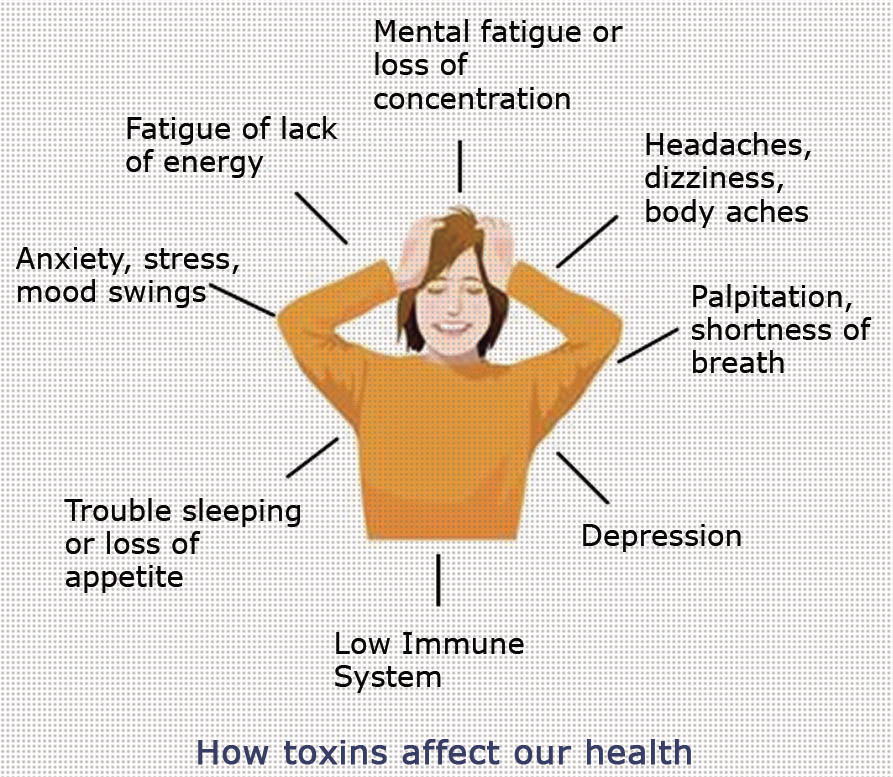 Mental fatigue or
loss of
concentration
Fatigue of lack
of energy
Headaches,
dizziness,
body aches
Anxiety, stress,
mood swings
Palpitation,
shortness of
breath
Trouble sleeping
or loss of
appetite
Depression
Low Immune
System
How toxins affect our health